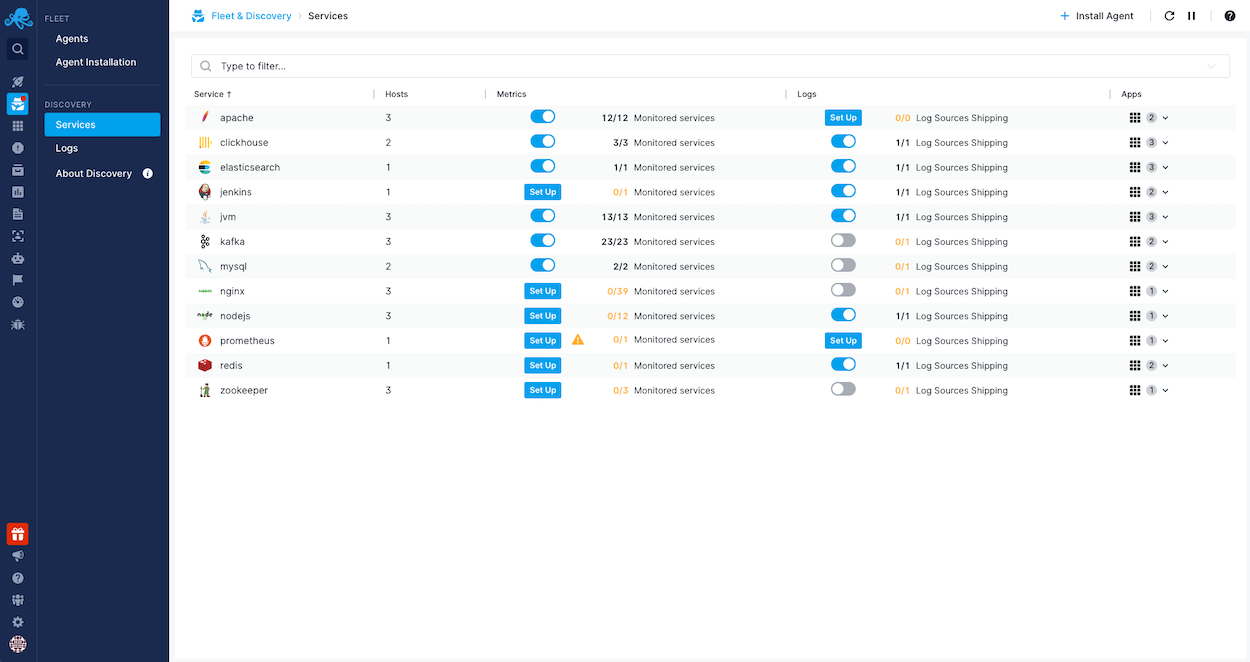 FLEET
Agents
Agent Installation
DISCOVERY
Services
Logs
About Discovery
Fleet & Discovery > Services
Install Agent
Type to filter...
Service ↑ Hosts Metrics Logs Apps
apache 3 12/12 Monitored services Set Up 0/0 Log Sources Shipping 2
clickhouse 2 3/3 Monitored services 1/1 Log Sources Shipping 3
elasticsearch 1 1/1 Monitored services 1/1 Log Sources Shipping 3
jenkins 1 Set Up 0/1 Monitored services 1/1 Log Sources Shipping 2
jvm 3 13/13 Monitored services 1/1 Log Sources Shipping 3
kafka 3 23/23 Monitored services 0/1 Log Sources Shipping 2
mysql 2 2/2 Monitored services 0/1 Log Sources Shipping 2
nginx 3 Set Up 0/39 Monitored services 0/1 Log Sources Shipping 1
node nodejs 3 Set Up 0/12 Monitored services 1/1 Log Sources Shipping 1
prometheus 1 Set Up 0/1 Monitored services Set Up 0/0 Log Sources Shipping 1
redis 1 Set Up 0/1 Monitored services 1/1 Log Sources Shipping 2
zookeeper 3 Set Up 0/3 Monitored services 0/1 Log Sources Shipping 1